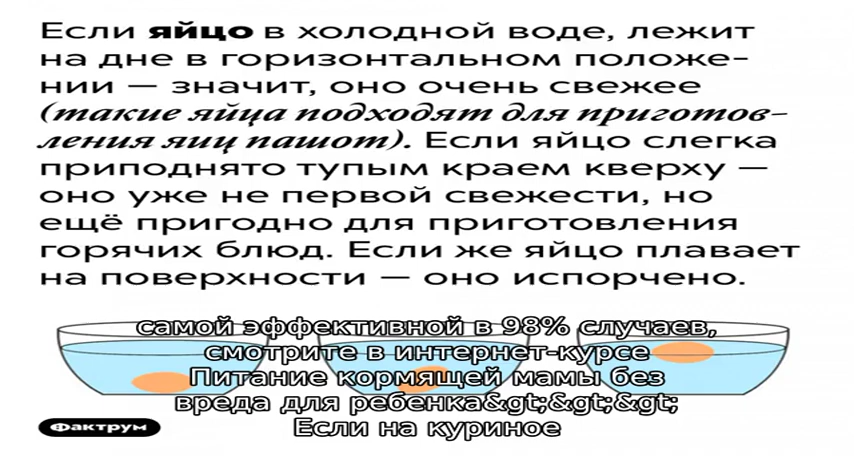 Если яйцо в холодной воде, лежит
на дне в горизонтальном положе-
нии — значит, оно очень свежее
(такие яйца подходят для приготов-
ления яиц пашот). Если яйцо слегка
приподнято тупым краем кверху —
оно уже не первой свежести, но
ещё пригодно для приготовления
горячих блюд. Если же яйцо плавает
на поверхности — оно испорчено.
самой эффективной в 98% случаев,
смотрите в интернет-курсе
Питание кормящей мамы без
вреда для ребенка&gt;&gt;&gt;
Если на куриное
Фактрум